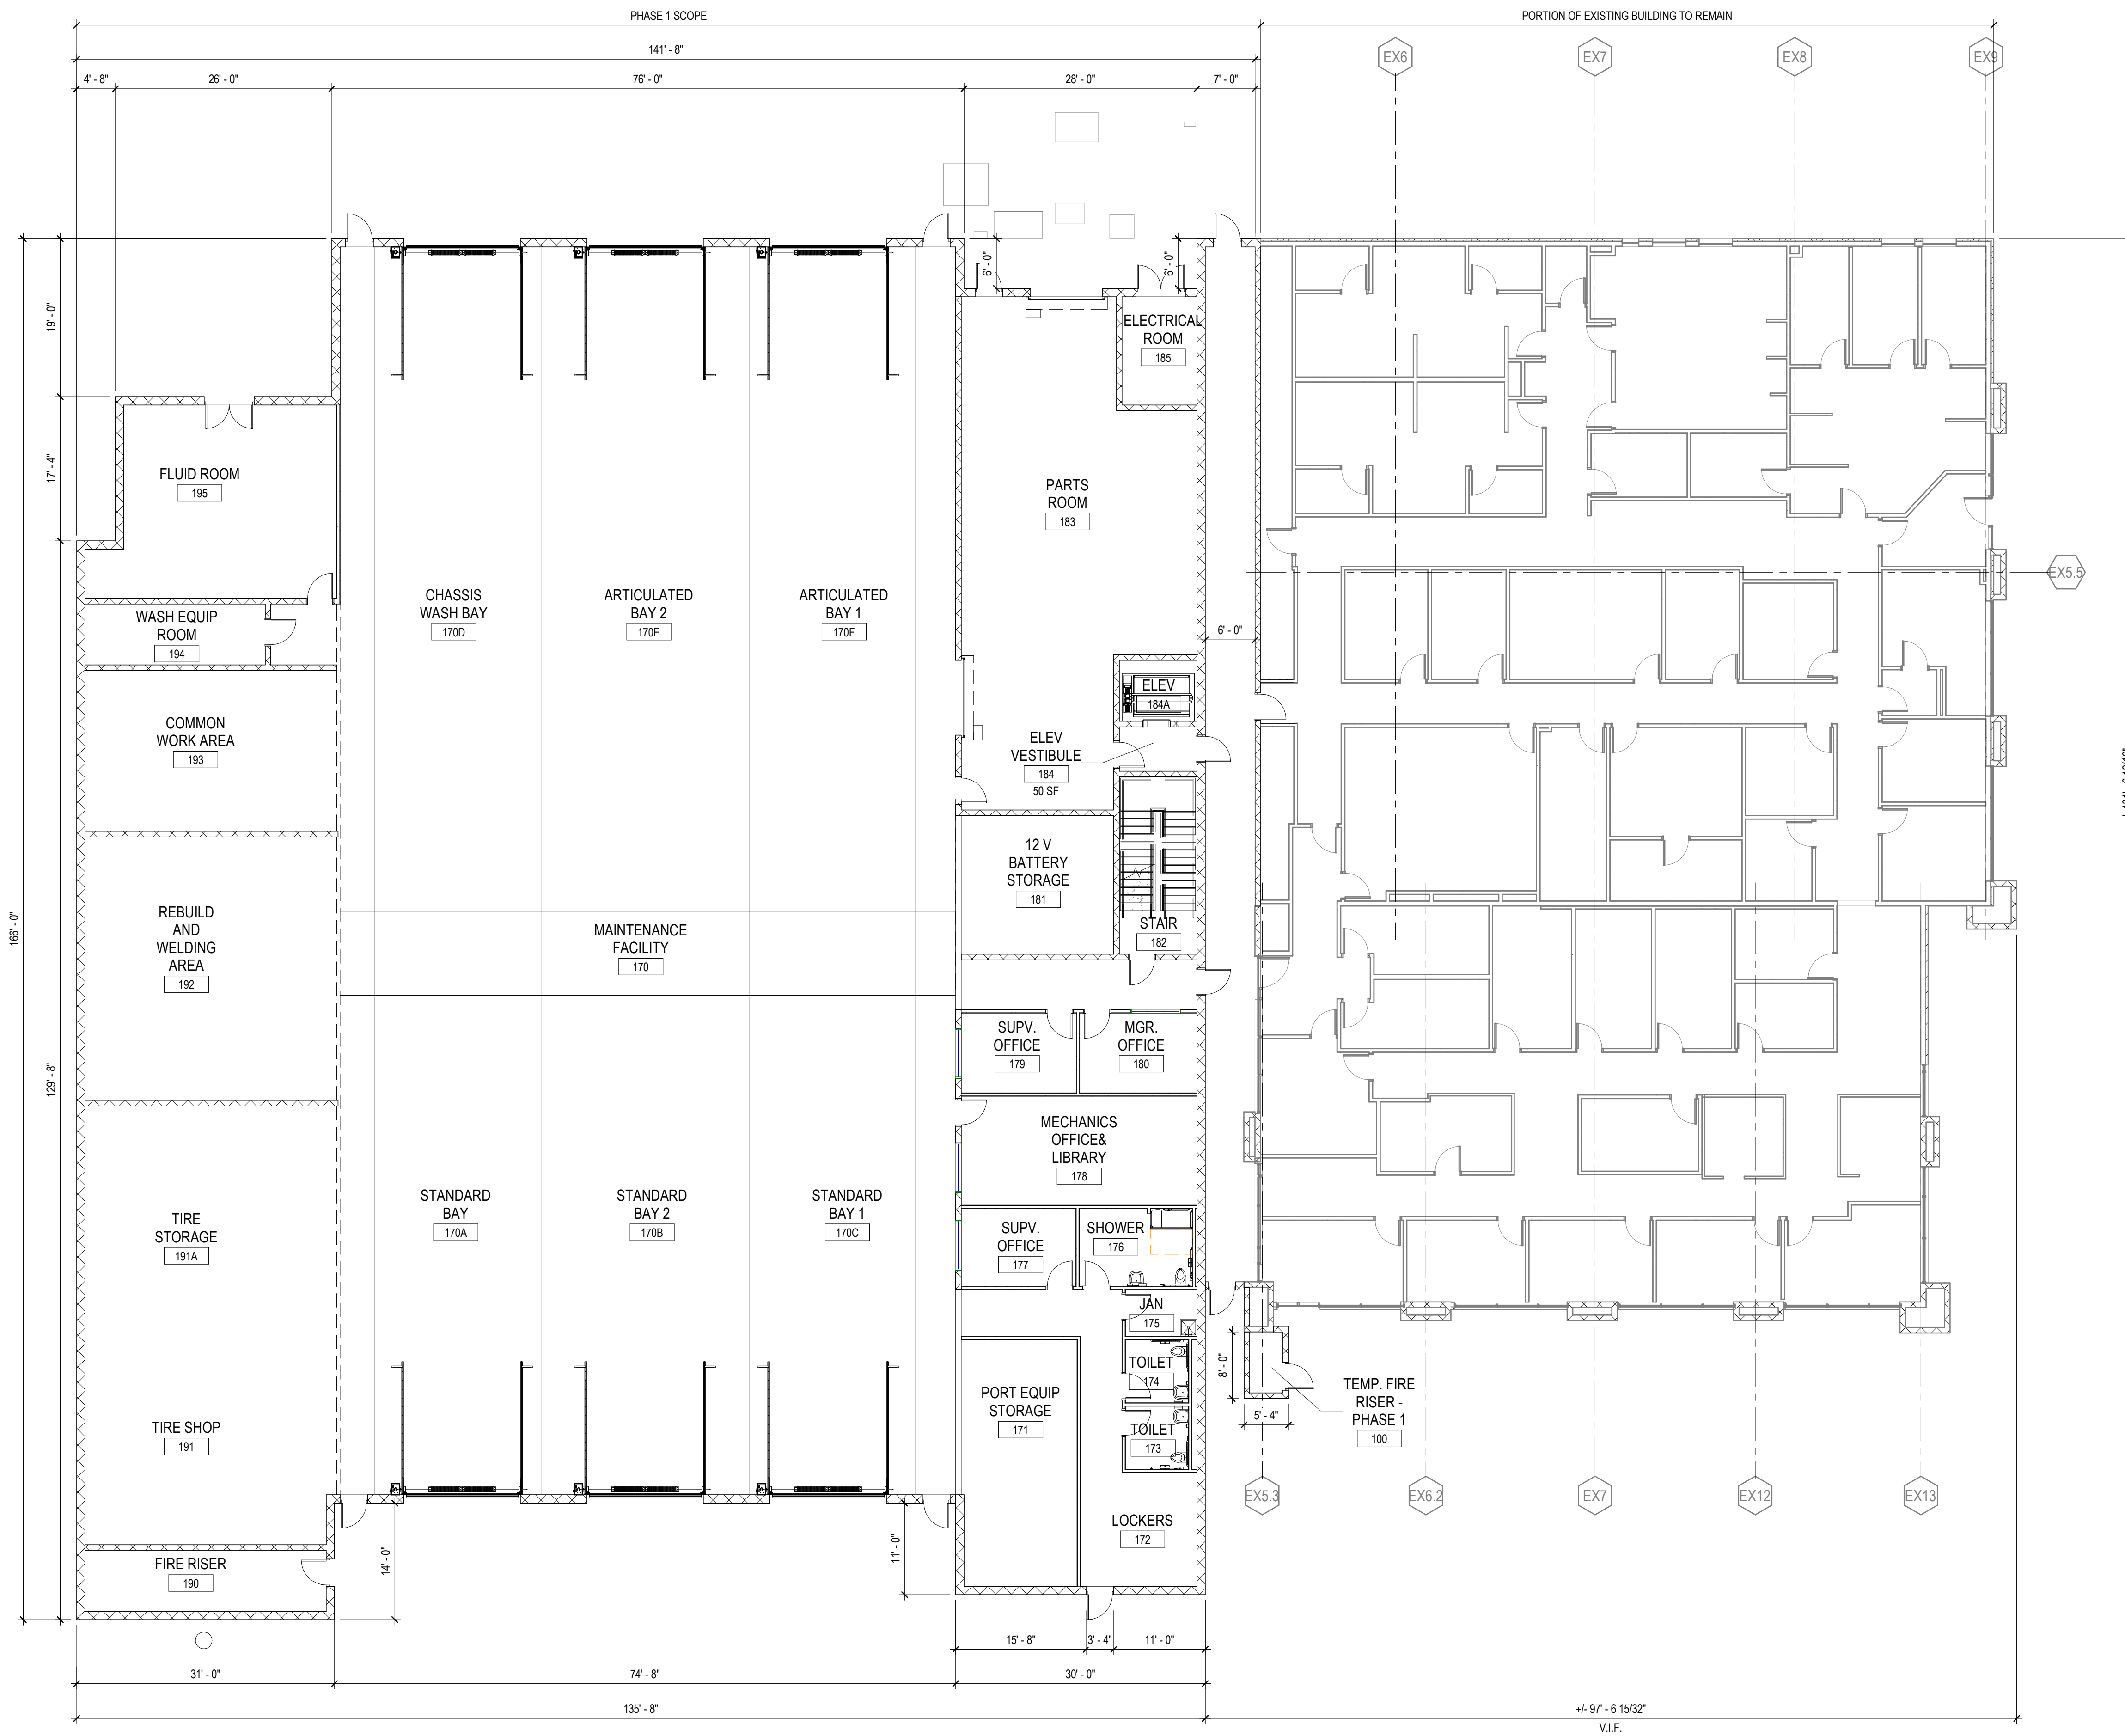 PHASE 1 SCOPE
PORTION OF EXISTING BUILDING TO REMAIN
141' - 8"
4' - 8"
26' - 0"
76' - 0"
28' - 0"
7' - 0"
EX6
EX7
EX8
EX9
6' - 0"
6' - 0"
19' - 0"
17' - 4"
166' - 0"
129' - 8"
ELECTRICAL
ROOM
185
FLUID ROOM
195
PARTS
ROOM
183
EX5.5
CHASSIS
WASH BAY
170D
ARTICULATED
BAY 2
170E
ARTICULATED
BAY 1
170F
WASH EQUIP
ROOM
194
6' - 0"
ELEV
184A
COMMON
WORK AREA
193
ELEV
VESTIBULE
184
50 SF
12 V
BATTERY
STORAGE
181
REBUILD
AND
WELDING
AREA
192
MAINTENANCE
FACILITY
170
STAIR
182
SUPV.
OFFICE
179
MGR.
OFFICE
180
MECHANICS
OFFICE&
LIBRARY
178
TIRE
STORAGE
191A
STANDARD
BAY
170A
STANDARD
BAY 2
170B
STANDARD
BAY 1
170C
SUPV.
OFFICE
177
SHOWER
176
JAN
175
TOILET
174
TOILET
173
8' - 0"
5' - 4"
TEMP. FIRE
RISER -
PHASE 1
100
PORT EQUIP
STORAGE
171
TIRE SHOP
191
EX5.3
EX6.2
EX7
EX12
EX13
LOCKERS
172
FIRE RISER
190
14' - 0"
11' - 0"
15' - 8"
3' - 4"
11' - 0"
31' - 0"
74' - 8"
30' - 0"
135' - 8"
+/- 97' - 6 15/32"
V.I.F.